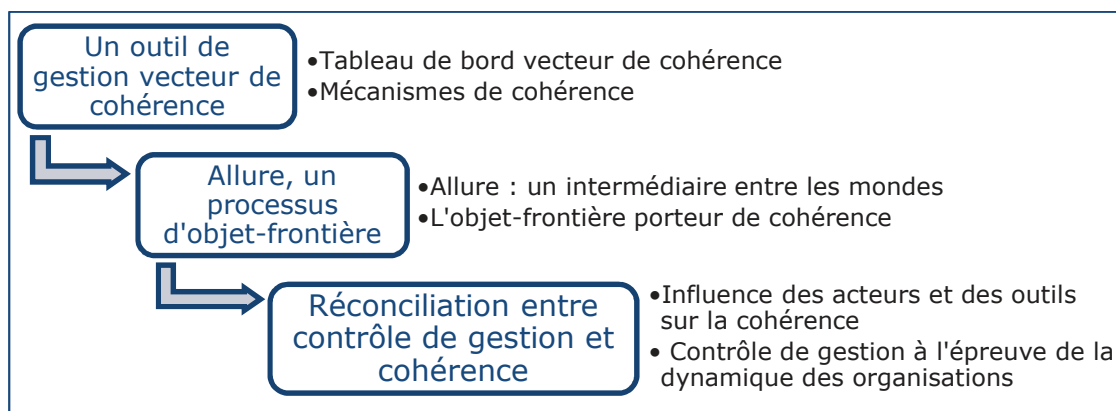 Un outil de
gestion vecteur de
cohérence
•Tableau de bord vecteur de cohérence
•Mécanismes de cohérence
Allure, un
processus
d'objet-frontière
•Allure : un intermédiaire entre les mondes
•L'objet-frontière porteur de cohérence
Réconciliation entre
contrôle de gestion et
cohérence
•Influence des acteurs et des outils
sur la cohérence
• Contrôle de gestion à l'épreuve de la
dynamique des organisations